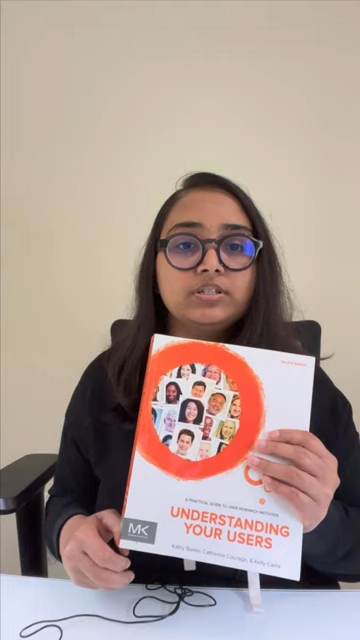 Second Edition
A PRACTICAL GUIDE TO USER RESEARCH METHODS
UNDERSTANDING
YOUR USERS
Kathy Baxter, Catherine Courage, & Kelly Caine
MK